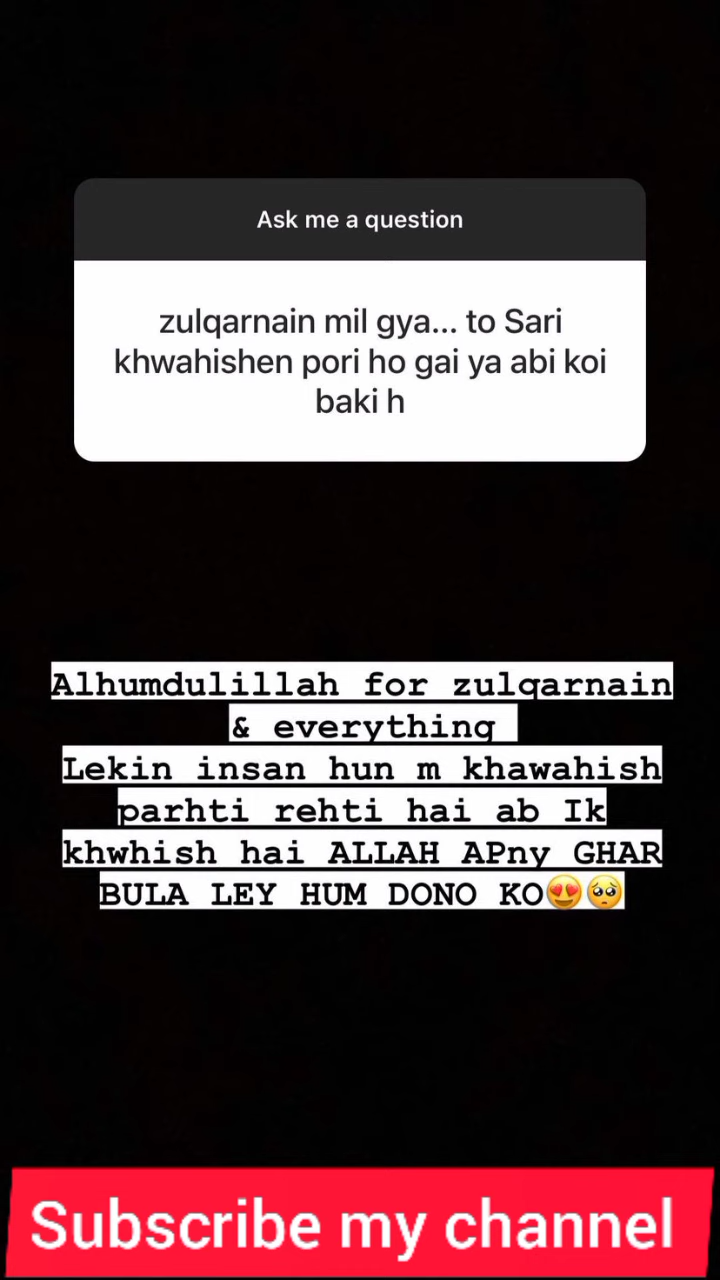 Ask me a question
zulqarnain mil gya... to Sari
khwahishen pori ho gai ya abi koi
baki h
Alhumdulillah for zulqarnain
& everything
Lekin insan hun m khawahish
parhti rehti hai ab Ik
khwhish hai ALLAH APny GHAR
BULA LEY HUM DONO KO😍🥺
Subscribe my channel